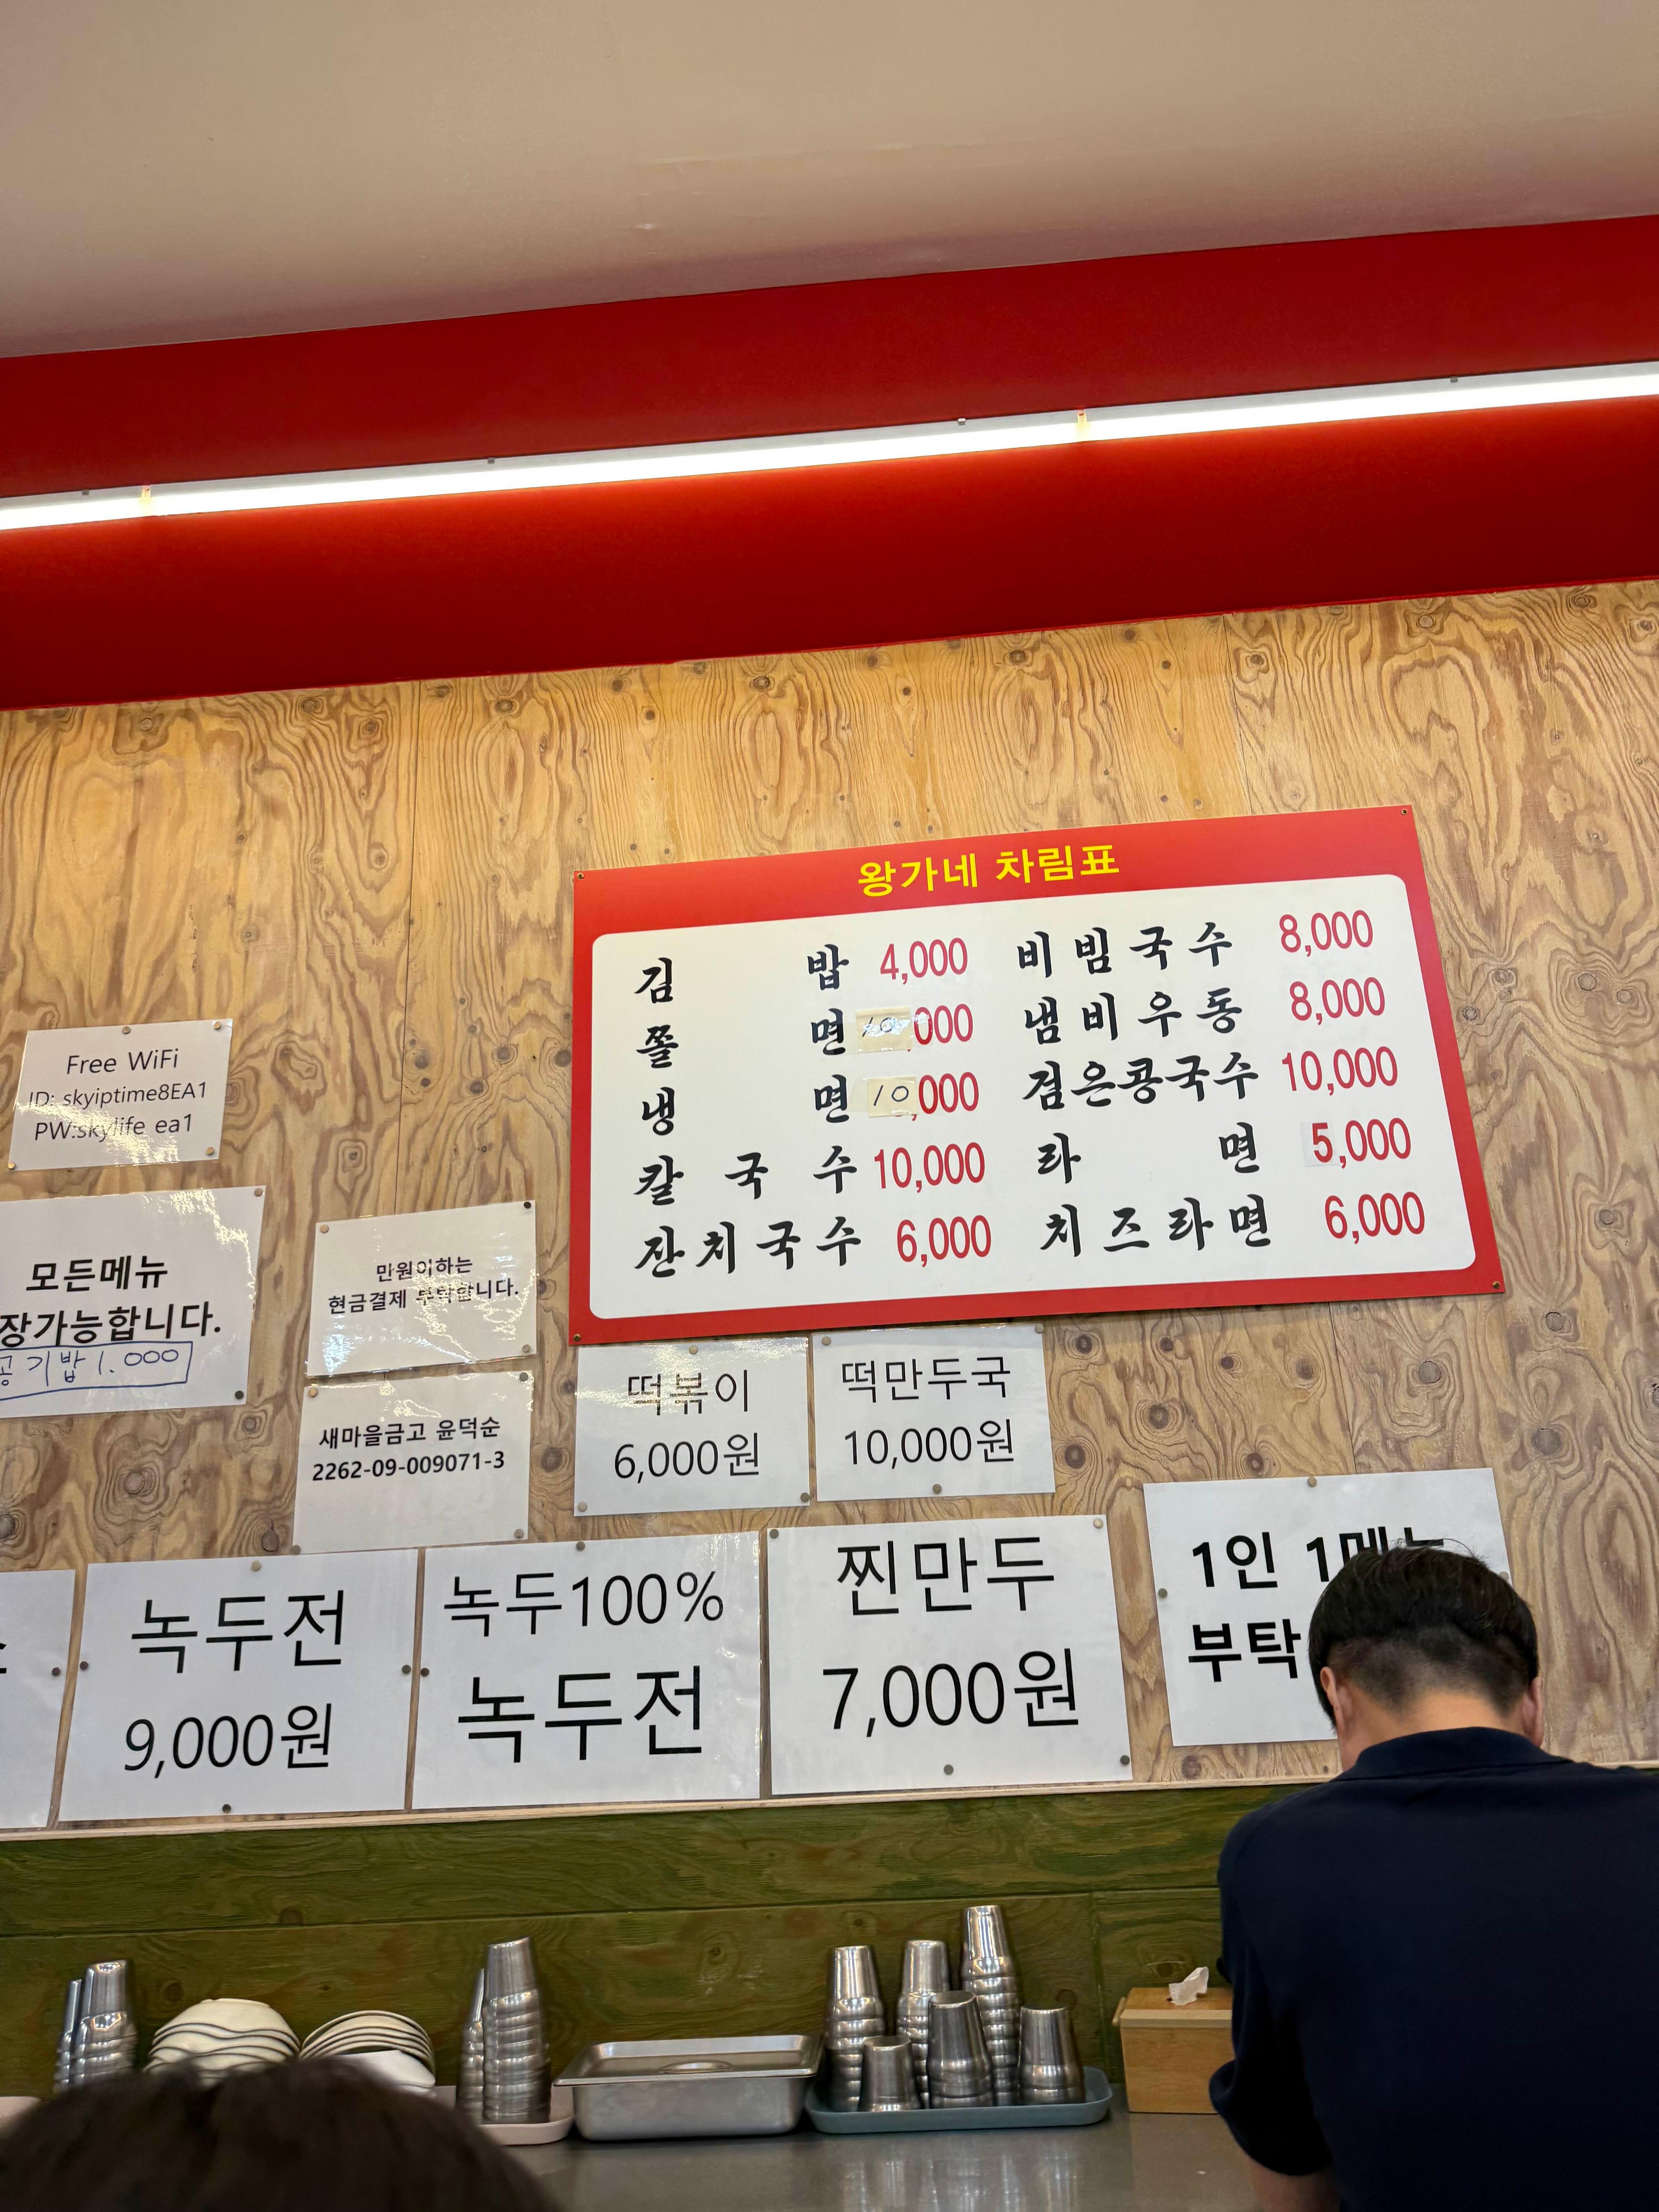 왕가네 차림표
김 밥 4,000
쫄 면 10,000
냉 면 10,000
칼 국 수 10,000
잔치국수 6,000
비빔국수 8,000
냄비우동 8,000
검은콩국수 10,000
라 면 5,000
치즈라면 6,000
Free WiFi
ID: skyiptime8EA1
PW:skylife ea1
모든메뉴
장가능합니다.
공기밥 1.000
만원이하는
현금결제 부탁합니다.
새마을금고 윤덕순
2262-09-009071-3
떡볶이
6,000원
떡만두국
10,000원
녹두전
9,000원
녹두100%
녹두전
찐만두
7,000원
1인 1메뉴
부탁